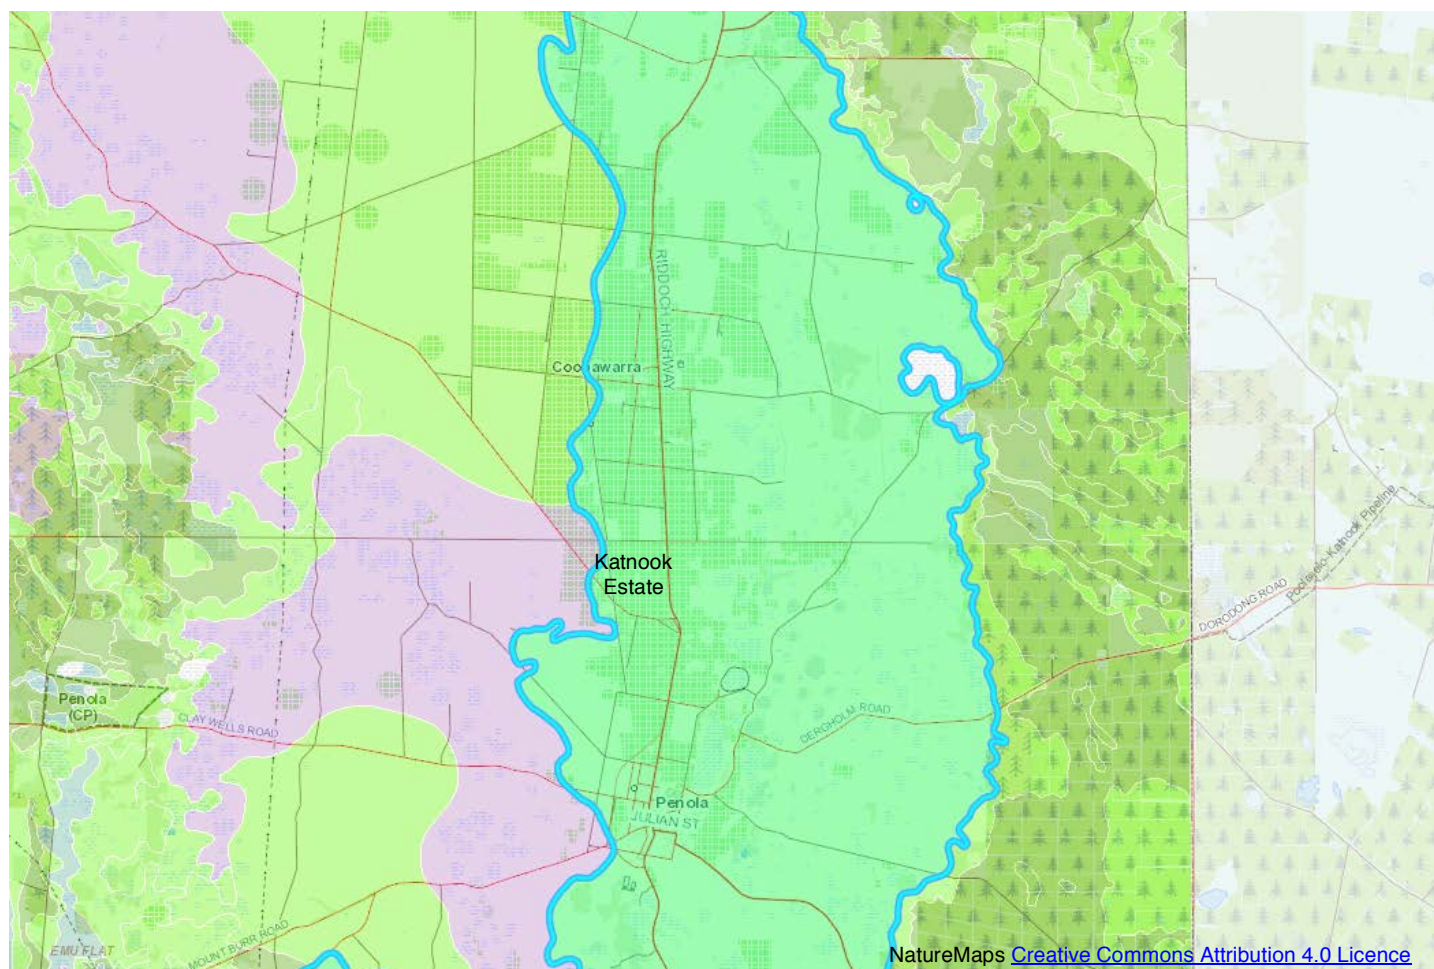 RIDDOCH HIGHWAY
Coonawarra
Katnook
Estate
Poolaijelo-Katnook Pipeline
DORODONG ROAD
Penola
(CP)
CLAY WELLS ROAD
DERGHOLM ROAD
Penola
JULIAN ST
EMU FLAT
MOUNT BURR ROAD
NatureMaps Creative Commons Attribution 4.0 Licence